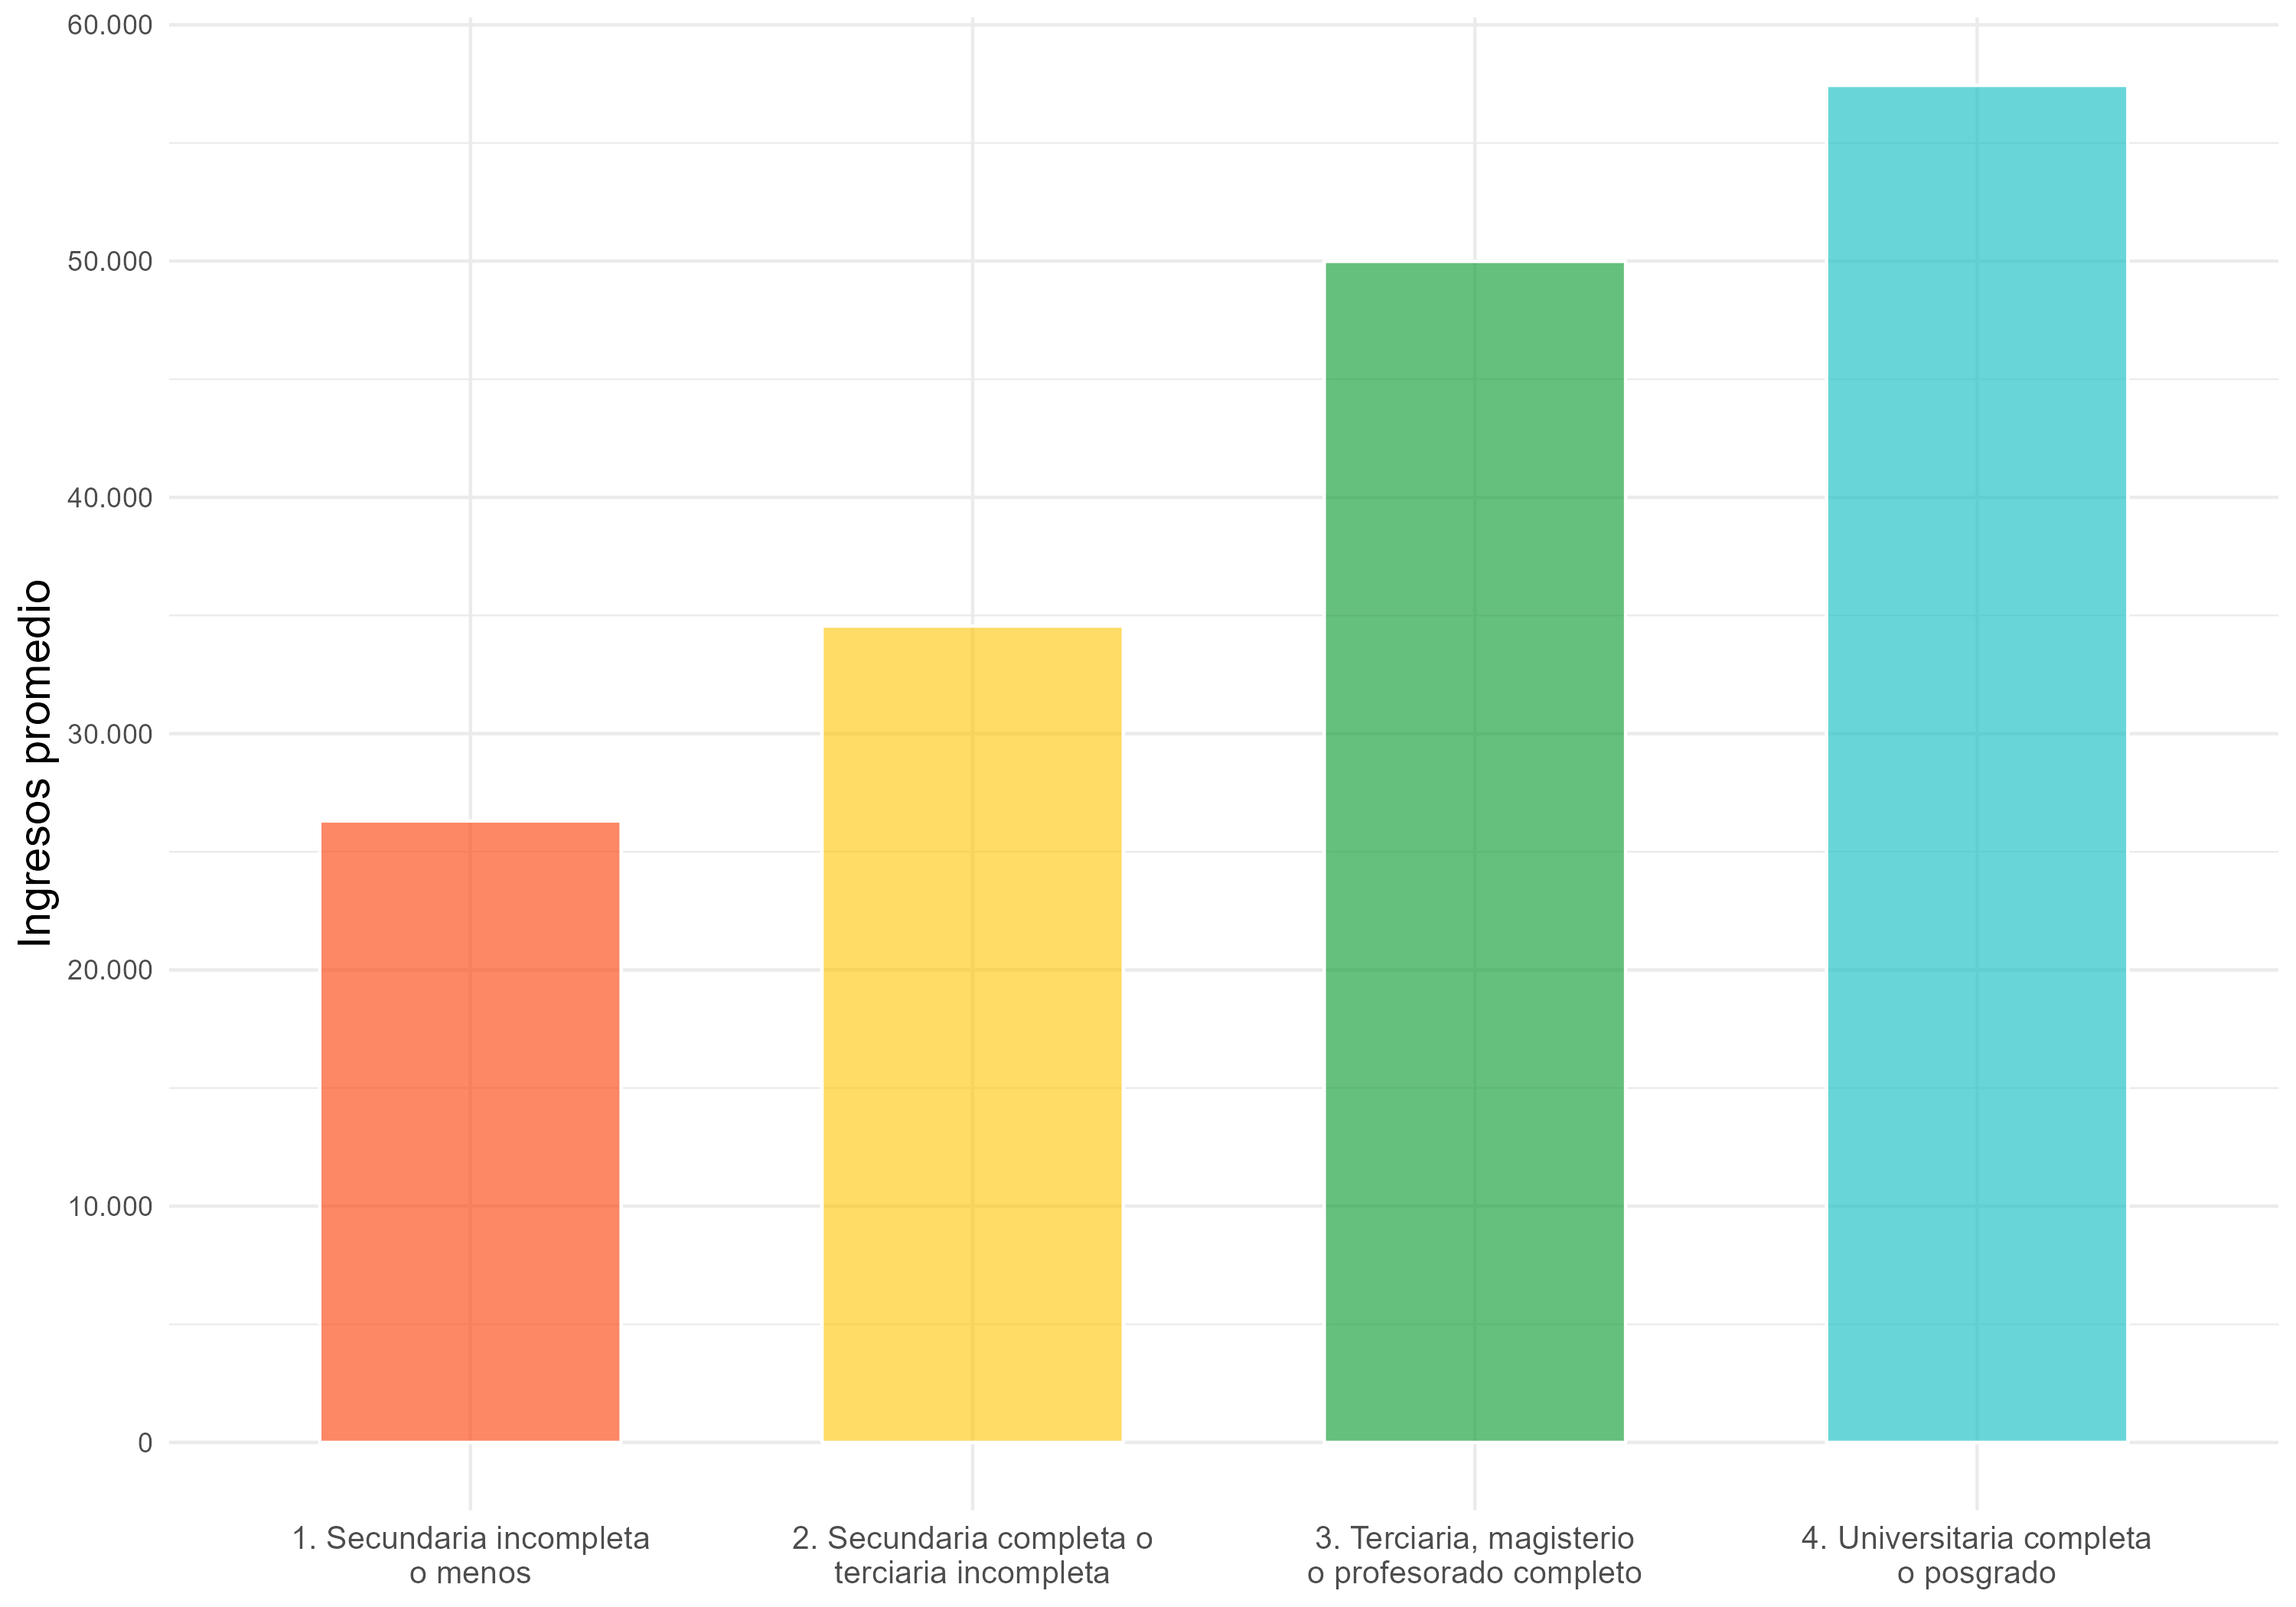 60.000
50.000
40.000
30.000
20.000
10.000
0
Ingresos promedio
1. Secundaria incompleta
o menos
2. Secundaria completa o
terciaria incompleta
3. Terciaria, magisterio
o profesorado completo
4. Universitaria completa
o posgrado